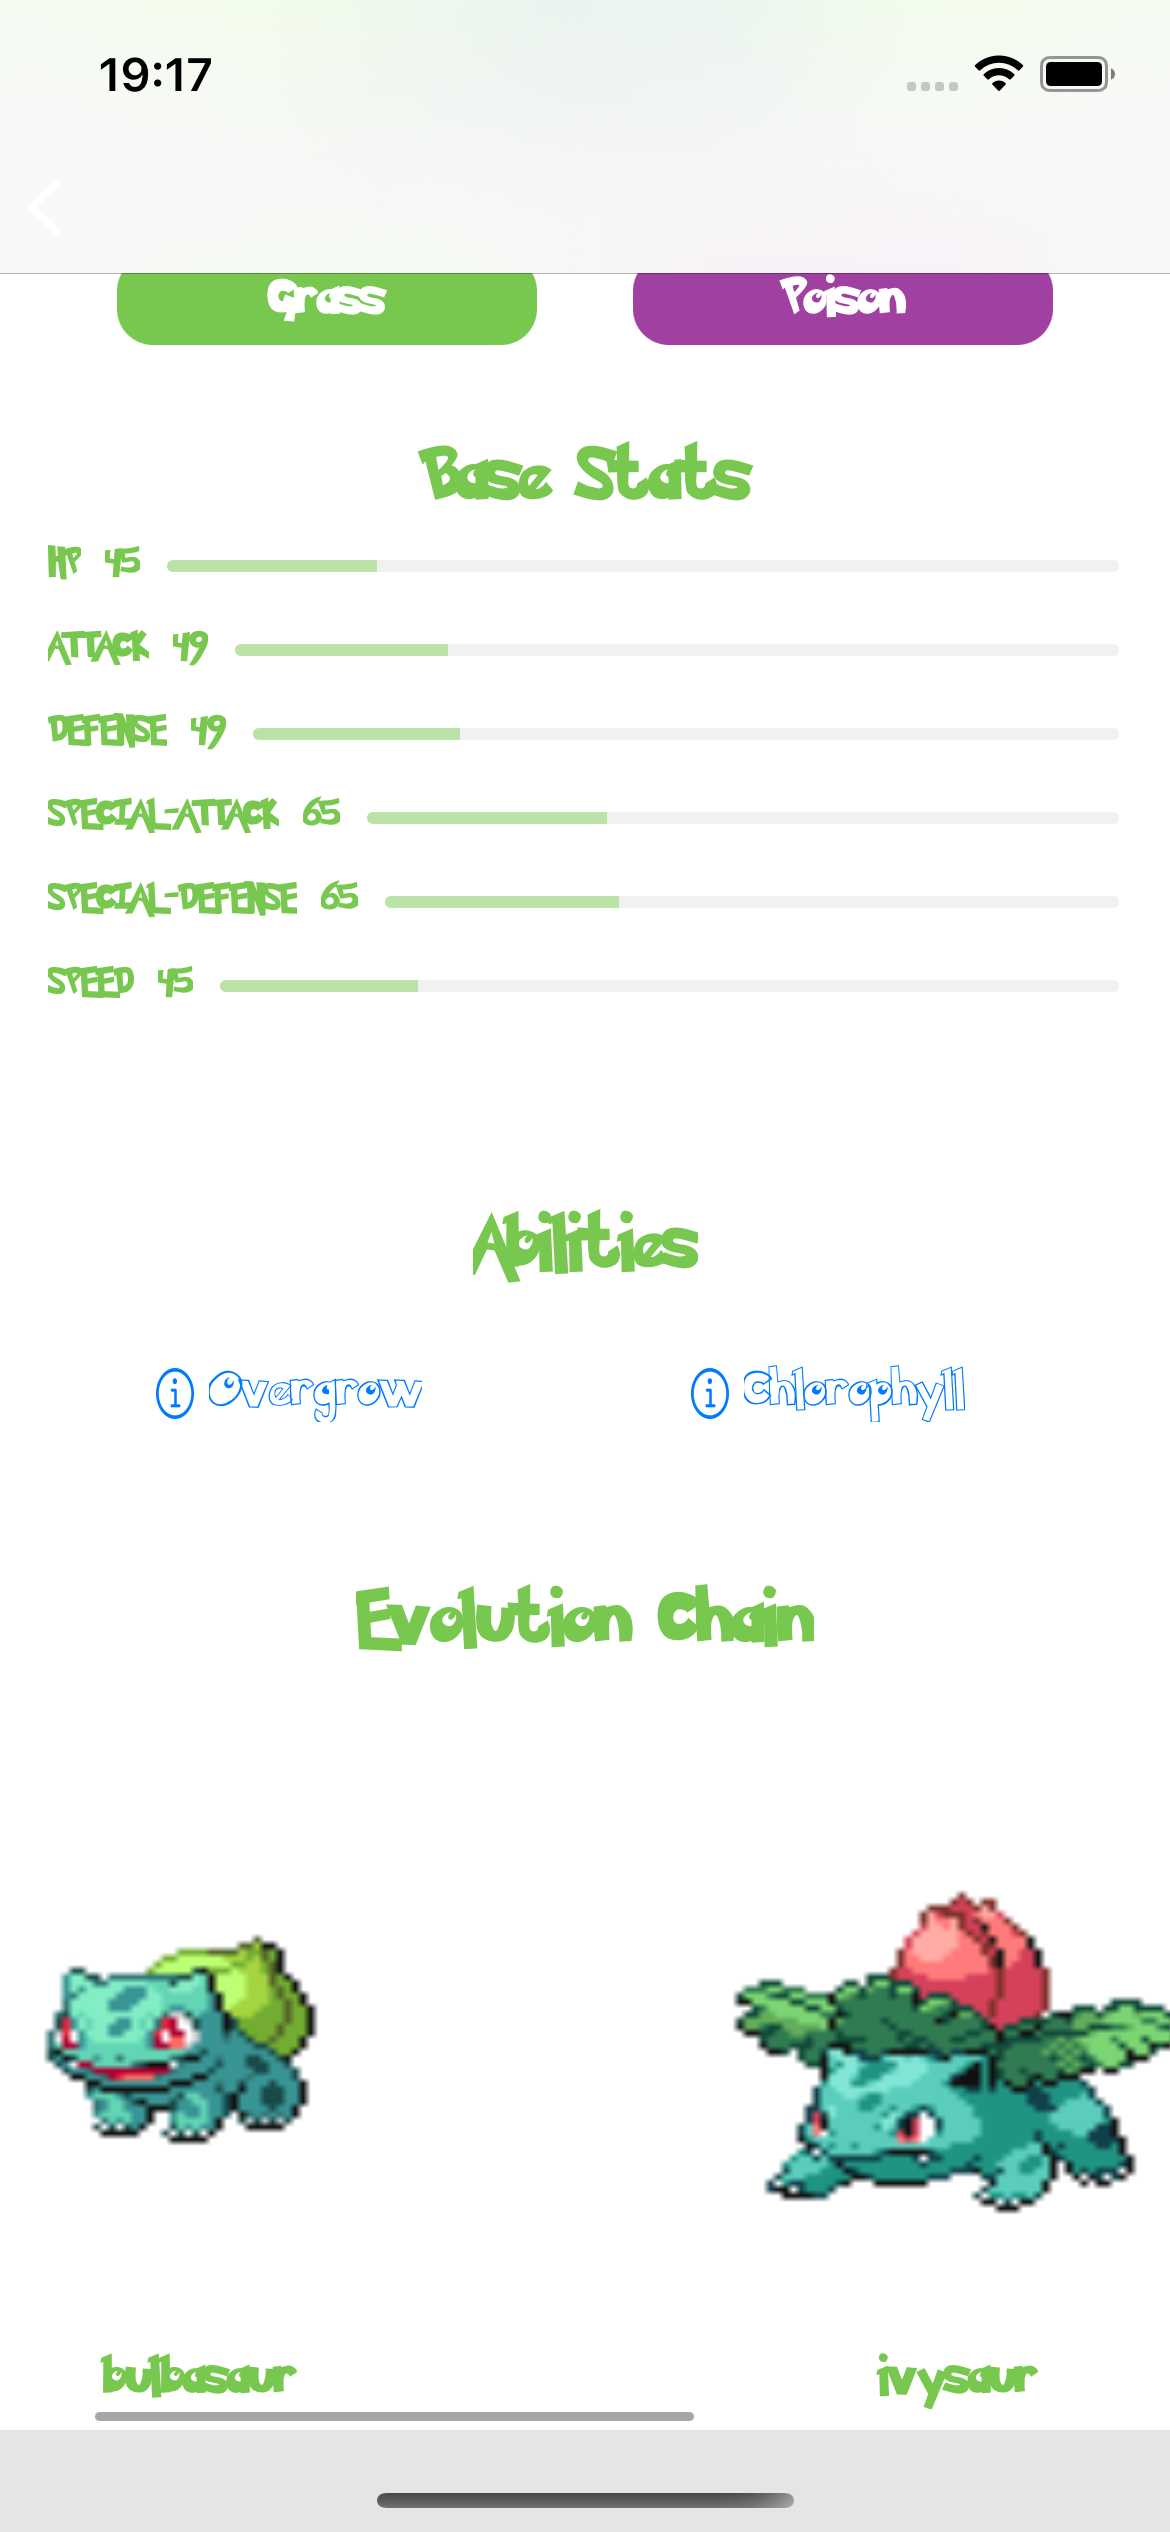 19:17
Grass Poison
Base Stats
HP 45
ATTACK 49
DEFENSE 49
SPECIAL-ATTACK 65
SPECIAL-DEFENSE 65
SPEED 45
Abilities
Overgrow Chlorophyll
Evolution Chain
bulbasaur ivysaur